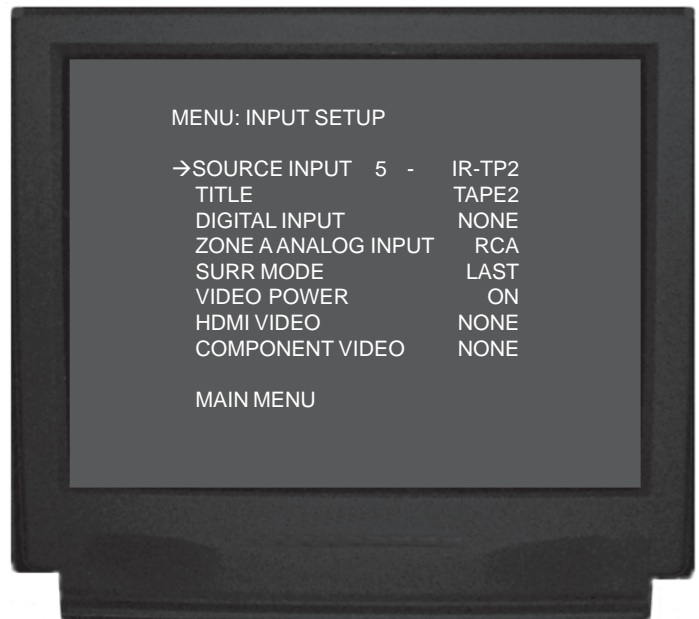 MENU: INPUT SETUP
→SOURCE INPUT 5 - IR-TP2
TITLE TAPE2
DIGITAL INPUT NONE
ZONE A ANALOG INPUT RCA
SURR MODE LAST
VIDEO POWER ON
HDMI VIDEO NONE
COMPONENT VIDEO NONE
MAIN MENU